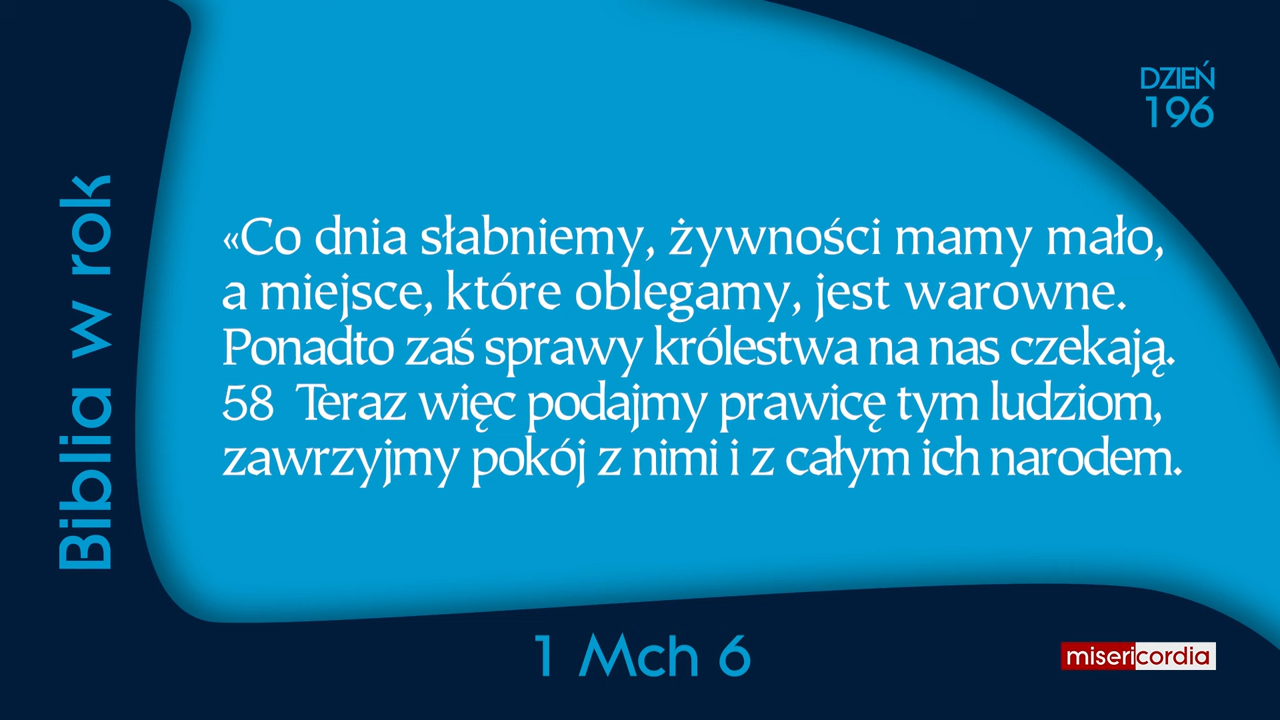 DZIEŃ
196
Biblia w rok
«Co dnia słabniemy, żywności mamy mało,
a miejsce, które oblegamy, jest warowne.
Ponadto zaś sprawy królestwa na nas czekają.
58 Teraz więc podajmy prawicę tym ludziom,
zawrzyjmy pokój z nimi i z całym ich narodem.
1 Mch 6
misericordia